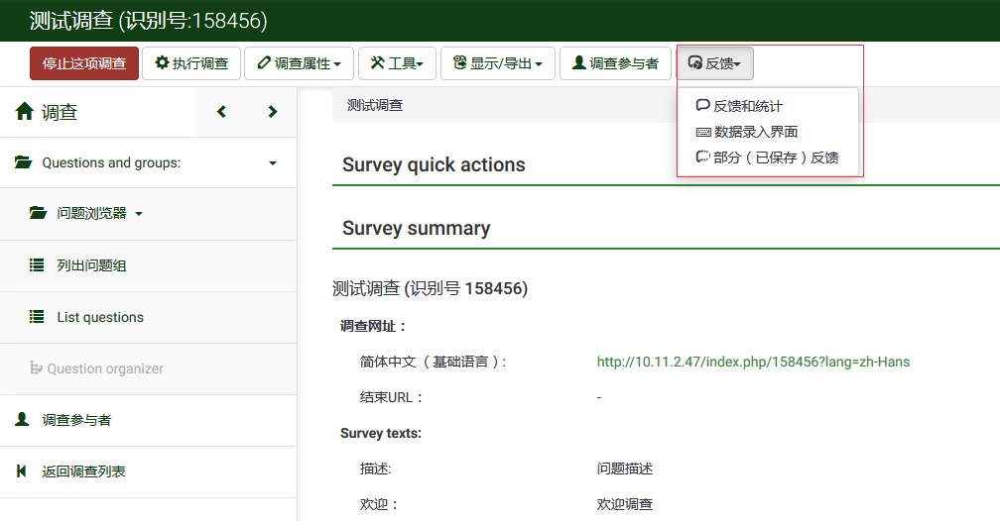 测试调查 (识别号:158456)
停止这项调查 执行调查 调查属性 工具 显示/导出 调查参与者 反馈
反馈和统计
数据录入界面
部分（已保存）反馈
调查
Questions and groups:
问题浏览器
列出问题组
List questions
Question organizer
调查参与者
返回调查列表
测试调查
Survey quick actions
Survey summary
测试调查 (识别号 158456)
调查网址：
简体中文 （基础语言）: http://10.11.2.47/index.php/158456?lang=zh-Hans
结束URL： -
Survey texts:
描述: 问题描述
欢迎： 欢迎调查